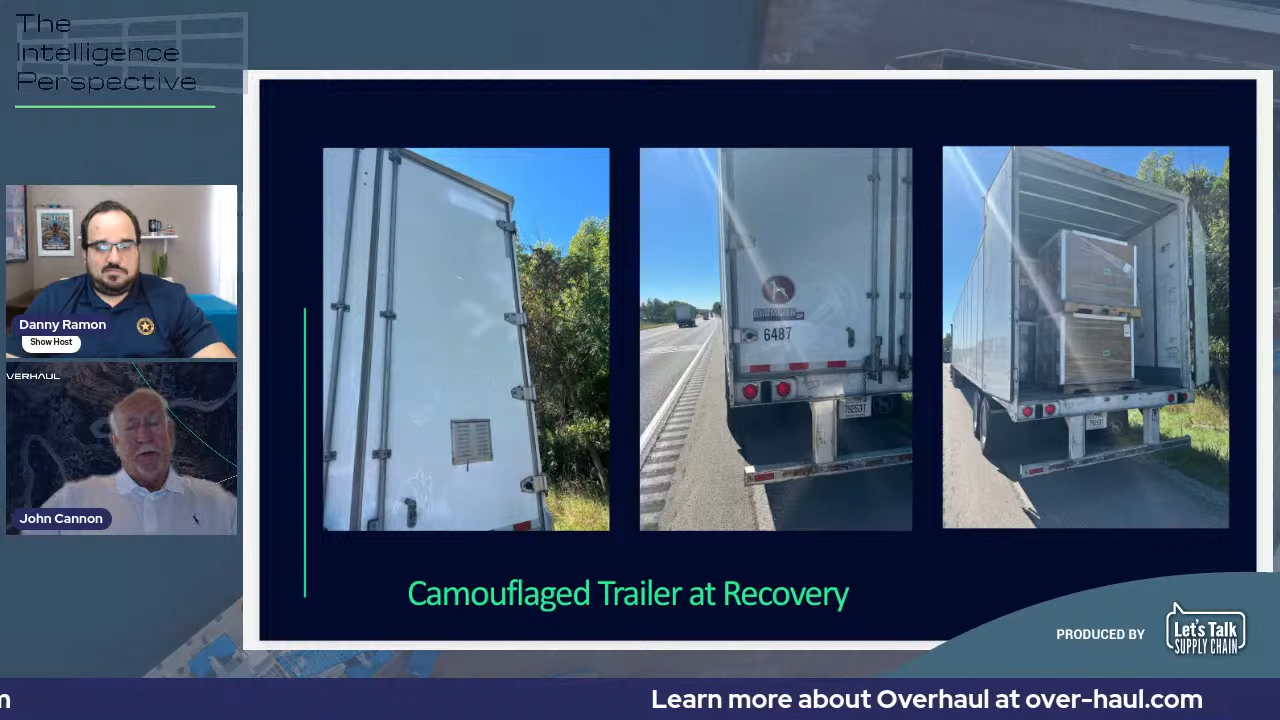 The
Intelligence
Perspective
Danny Ramon
Show Host
VERHAUL
John Cannon
6487
Camouflaged Trailer at Recovery
PRODUCED BY
Let's Talk
SUPPLY CHAIN
m
Learn more about Overhaul at over-haul.com